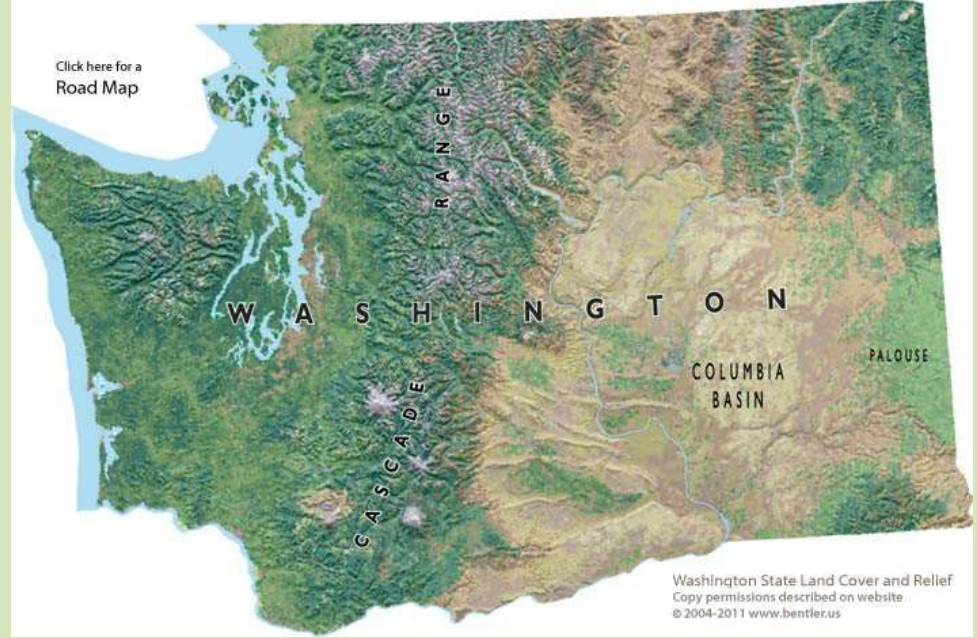 Click here for a
Road Map
RANGE
WASHINGTON
COLUMBIA
BASIN
PALOUSE
CASCADE
Washington State Land Cover and Relief
Copy permissions described on website
© 2004-2011 www.bentler.us